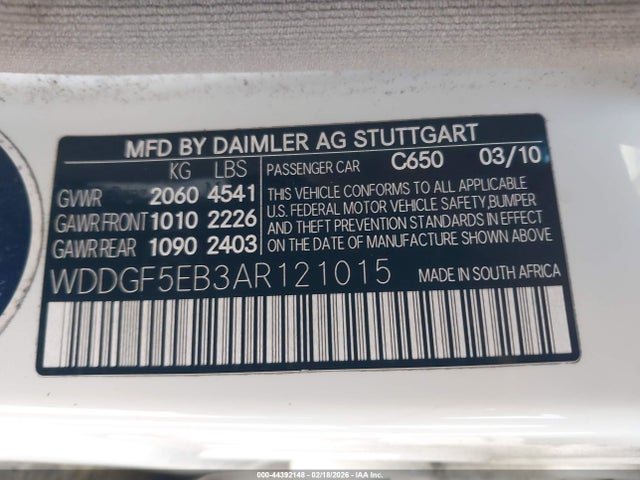 MFD BY DAIMLER AG STUTTGART
KG LBS PASSENGER CAR C650 03/10
GVWR 2060 4541
GAWR FRONT 1010 2226
GAWR REAR 1090 2403
THIS VEHICLE CONFORMS TO ALL APPLICABLE
U.S. FEDERAL MOTOR VEHICLE SAFETY,BUMPER
AND THEFT PREVENTION STANDARDS IN EFFECT
ON THE DATE OF MANUFACTURE SHOWN ABOVE
WDDGF5EB3AR121015 MADE IN SOUTH AFRICA
000-44392148 - 02/18/2026 - IAAI Inc.